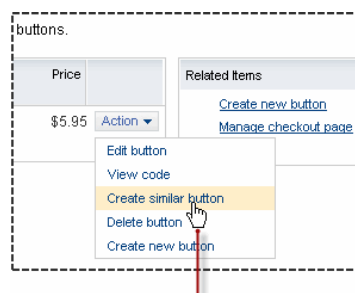 buttons.
Price
Related Items
$5.95 Action
Create new button
Manage checkout page
Edit button
View code
Create similar button
Delete button
Create new button